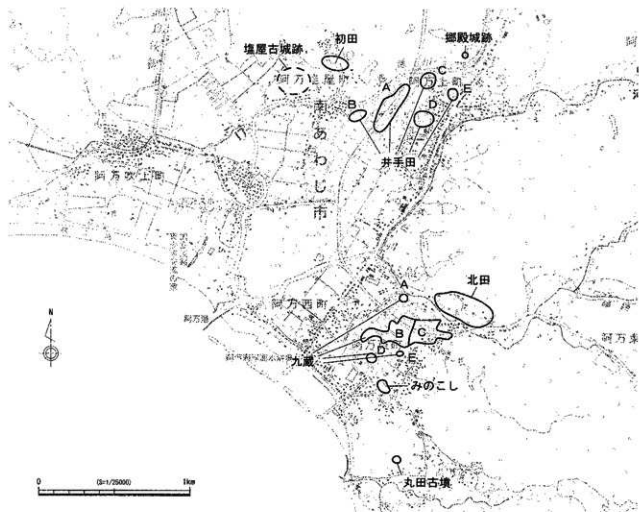 初田
塩屋古城跡
郷殿城跡
阿万塩屋町
阿万上町
A
B
C
D
E
井手田
南あわじ市
阿万吹上町
北田
阿万西町
A
B
C
D
E
九蔵
みのこし
阿万港
丸田古墳
N
0
(S=1/25000)
1km